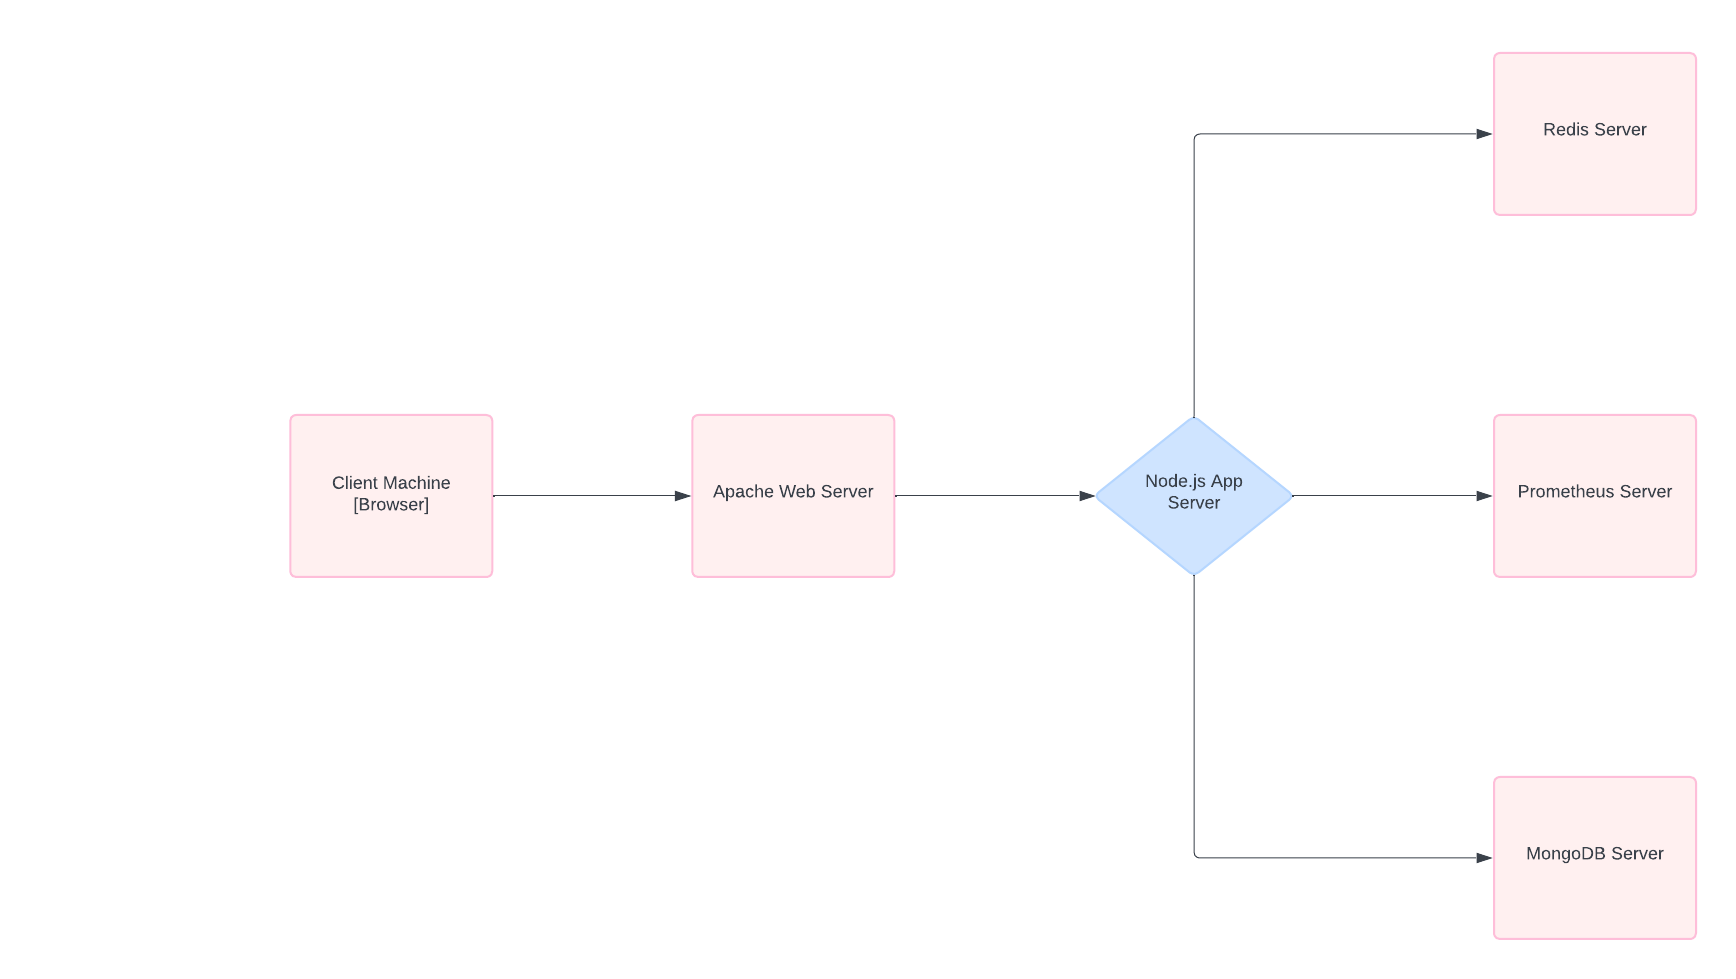 Redis Server
Client Machine
[Browser]
Apache Web Server
Node.js App
Server
Prometheus Server
MongoDB Server